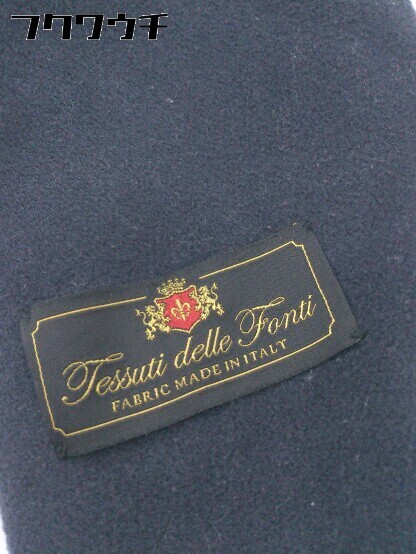 フクワウチ
Tessuti delle Fonti
FABRIC MADE IN ITALY